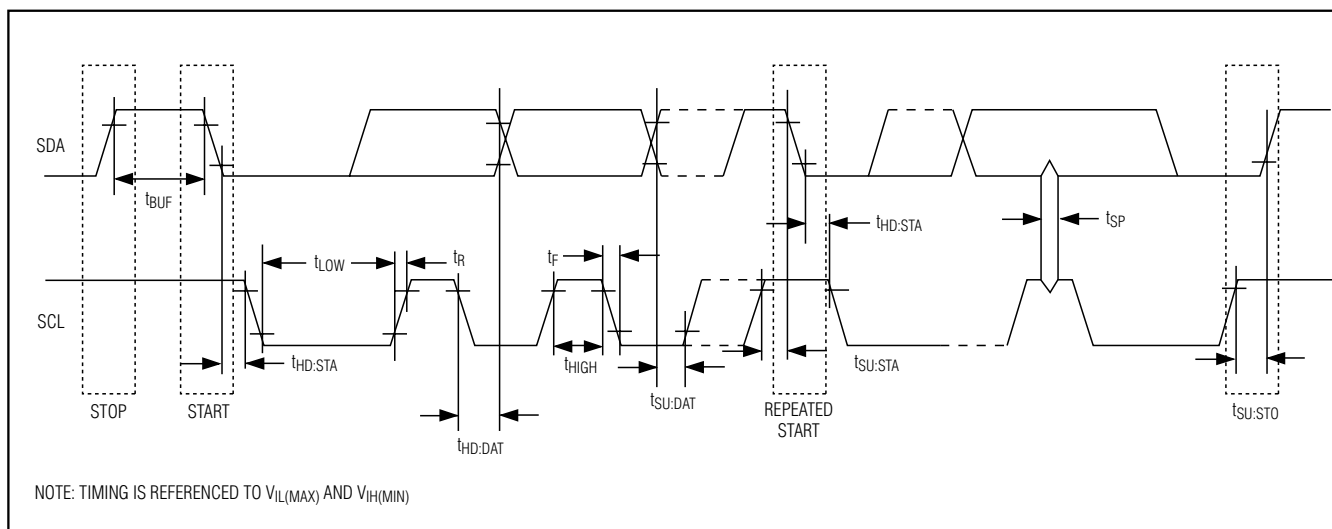 SDA
tBUF
tHD:STA
tSP
tLOW
tR
tF
SCL
tHD:STA
tHIGH
tSU:STA
tSU:DAT
STOP
START
REPEATED
START
tSU:STO
tHD:DAT
NOTE: TIMING IS REFERENCED TO VIL(MAX) AND VIH(MIN)